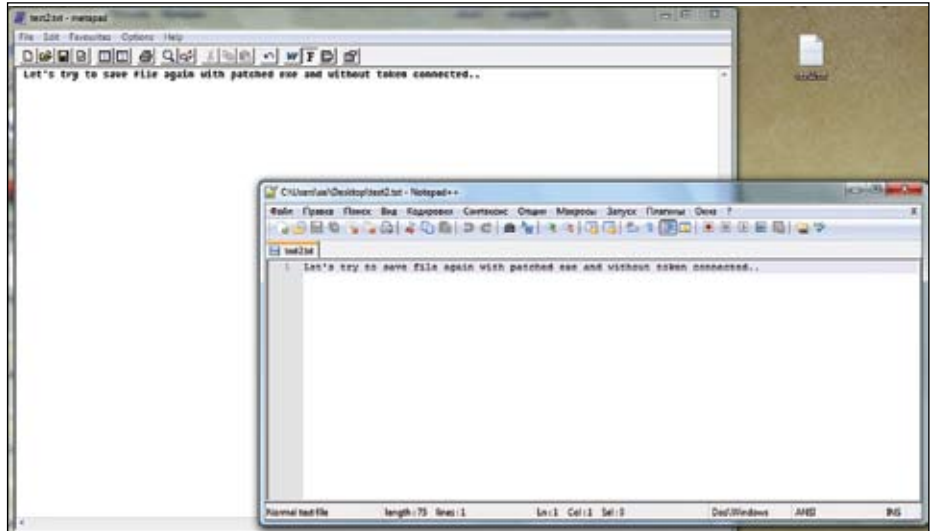 test2.txt - metapad
File Edit Favourites Options Help
Let's try to save file again with patched exe and without token connected..
C:\Users\ \Desktop\test2.txt - Notepad++
Файл Правка Поиск Вид Кодировки Синтаксис Опции Макросы Запуск Плагины Окна ? X
test2.txt
1 Let's try to save file again with patched exe and without token connected..
Normal text file length : 75 lines : 1 Ln : 1 Col : 1 Sel : 0 Dos\Windows ANSI INS